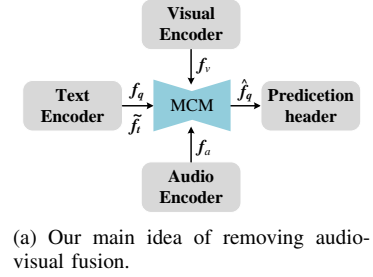 Visual
Encoder
f_v
Text
Encoder
f_q
f̃_t
MCM
f̂_q
Predicetion
header
f_a
Audio
Encoder
(a) Our main idea of removing audio-
visual fusion.